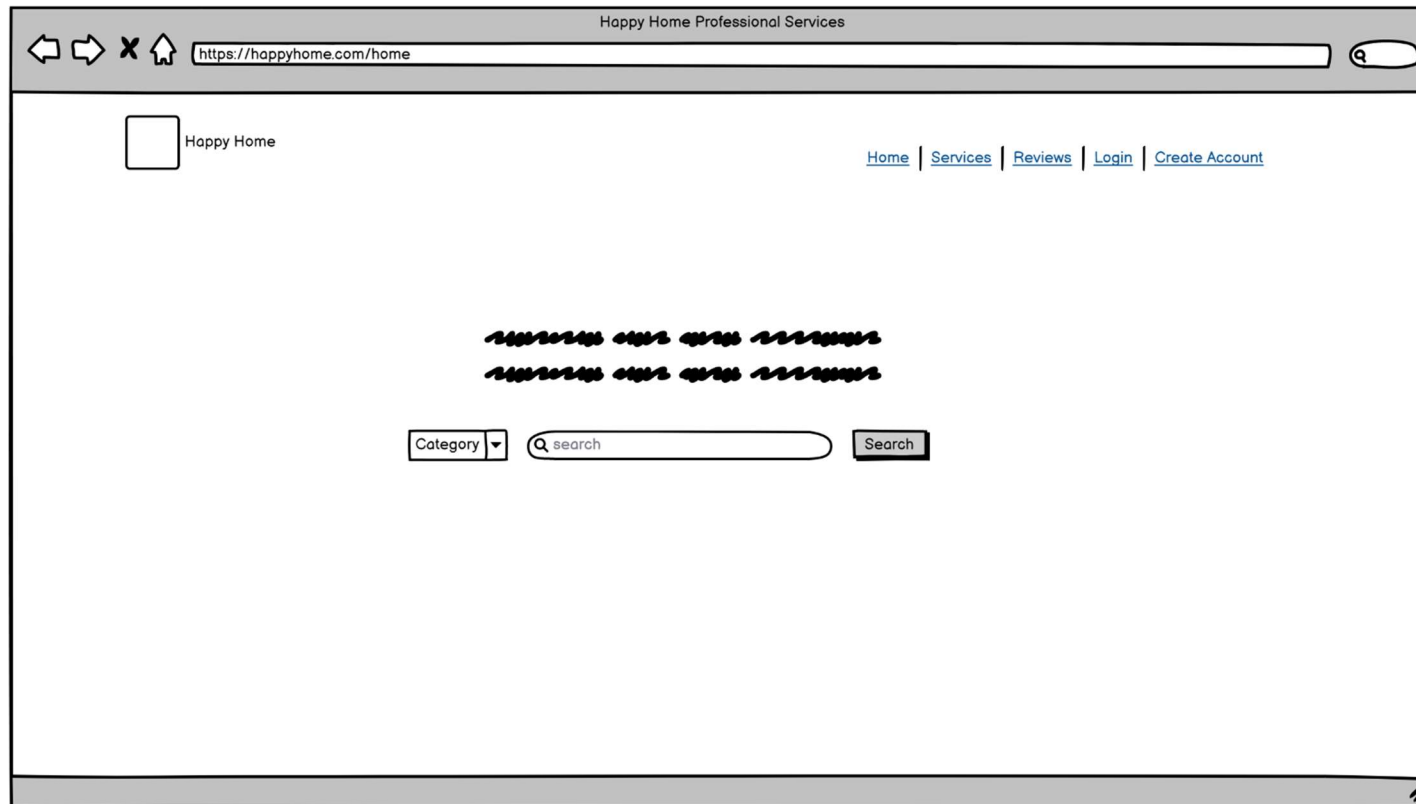 Happy Home Professional Services
https://happyhome.com/home
Happy Home
Home | Services | Reviews | Login | Create Account
Category search Search